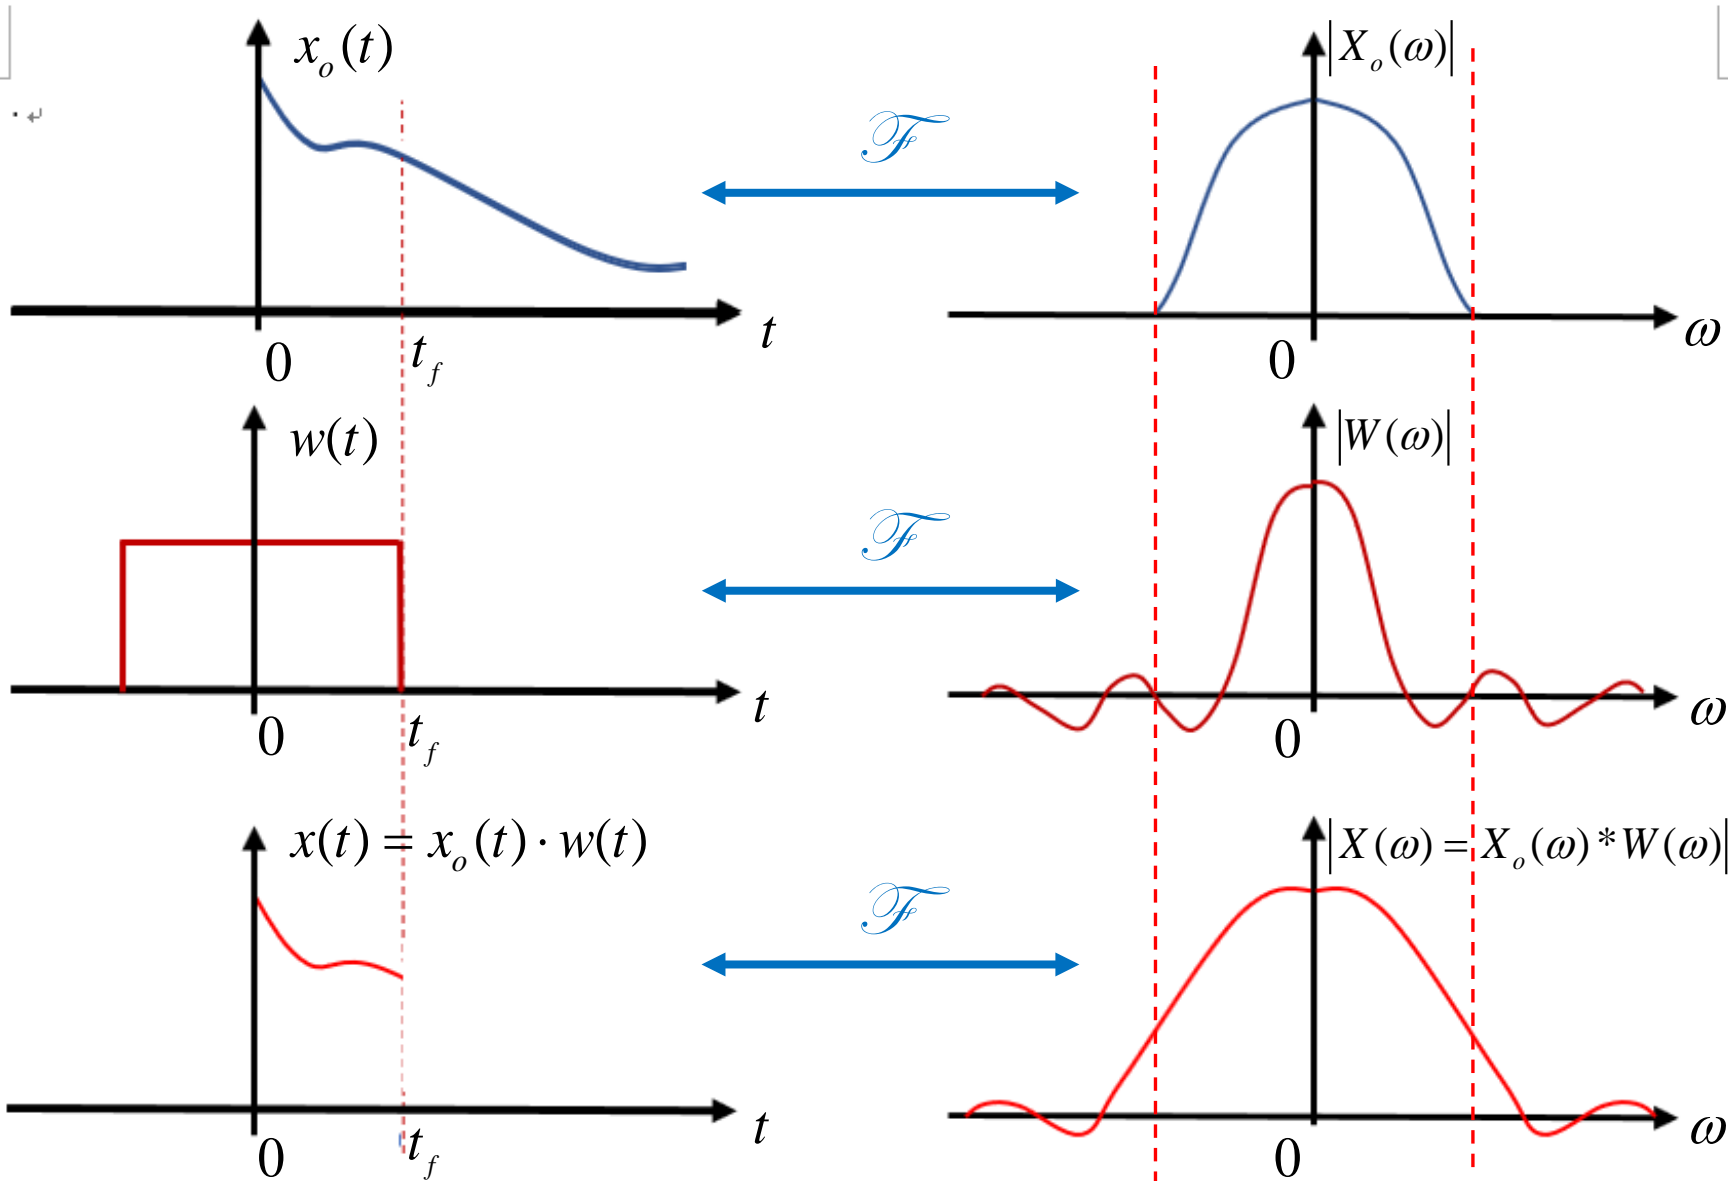 x_o(t)
|X_o(ω)|
ℱ
0
t_f
t
0
ω
w(t)
|W(ω)|
ℱ
0
t_f
t
0
ω
x(t) = x_o(t) · w(t)
|X(ω) = X_o(ω) * W(ω)|
ℱ
0
t_f
t
0
ω